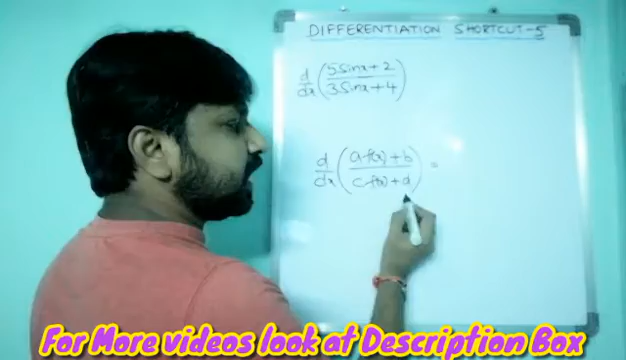 DIFFERENTIATION SHORTCUT-5
d/dx (5 Sinx + 2 / 3 Sinx + 4)
d/dx (a f(x) + b / c f(x) + d) =
For More videos look at Description Box